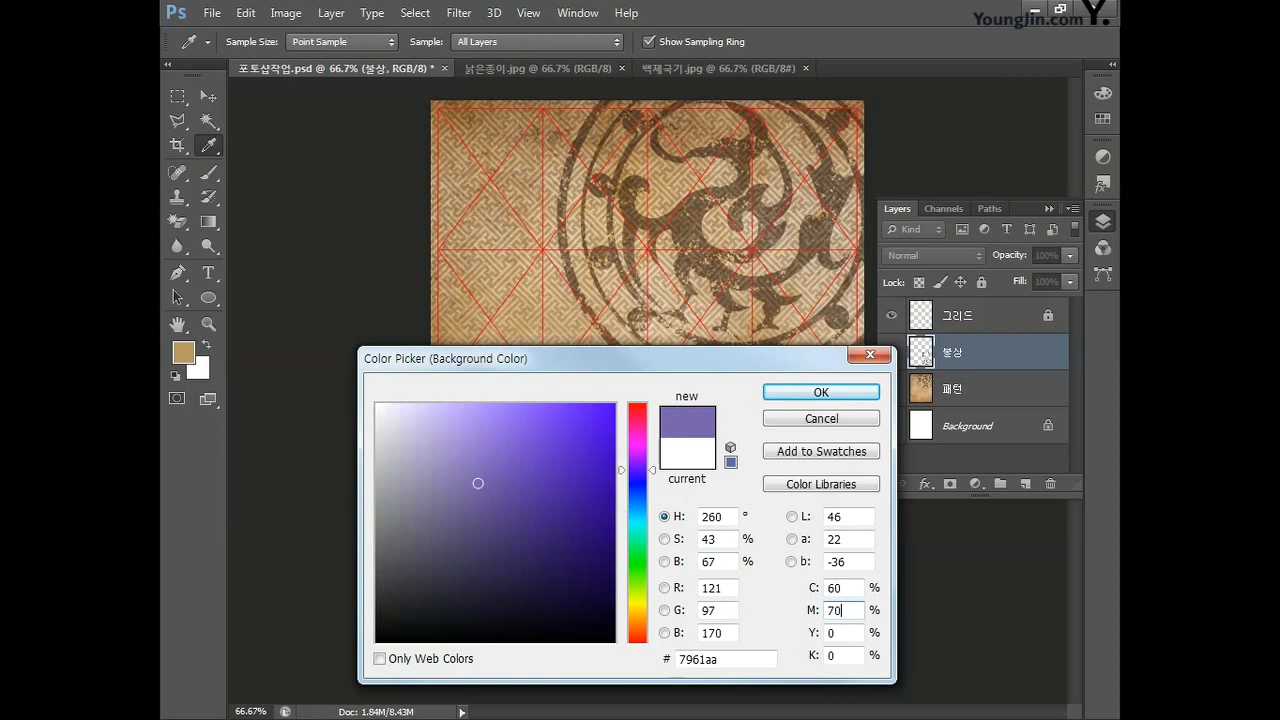 Ps File Edit Image Layer Type Select Filter 3D View Window Help
YoungJin.com Y.
Sample Size: Point Sample Sample: All Layers Show Sampling Ring
포토샵작업.psd @ 66.7% (불상, RGB/8) * × 낡은종이.jpg @ 66.7% (RGB/8) × 백제국기.jpg @ 66.7% (RGB/8#) ×
Layers Channels Paths
Kind
Normal Opacity: 100%
Lock: Fill: 100%
그리드
불상
패턴
Background
Color Picker (Background Color)
new
current
OK
Cancel
Add to Swatches
Color Libraries
H: 260 ° L: 46
S: 43 % a: 22
B: 67 % b: -36
R: 121 C: 60 %
G: 97 M: 70 %
B: 170 Y: 0 %
# 7961aa K: 0 %
Only Web Colors
66.67% Doc: 1.84M/8.43M